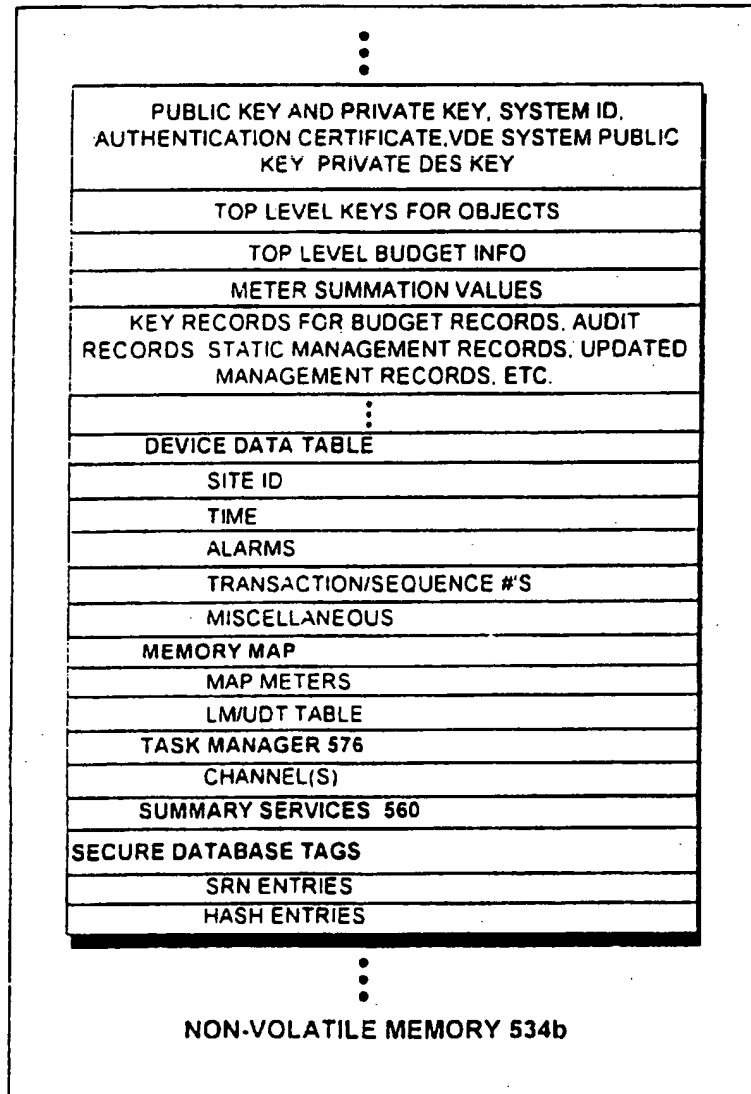 PUBLIC KEY AND PRIVATE KEY, SYSTEM ID,
AUTHENTICATION CERTIFICATE,VDE SYSTEM PUBLIC
KEY PRIVATE DES KEY
TOP LEVEL KEYS FOR OBJECTS
TOP LEVEL BUDGET INFO
METER SUMMATION VALUES
KEY RECORDS FOR BUDGET RECORDS, AUDIT
RECORDS STATIC MANAGEMENT RECORDS, UPDATED
MANAGEMENT RECORDS, ETC.
DEVICE DATA TABLE
SITE ID
TIME
ALARMS
TRANSACTION/SEQUENCE #'S
MISCELLANEOUS
MEMORY MAP
MAP METERS
LM/UDT TABLE
TASK MANAGER 576
CHANNEL(S)
SUMMARY SERVICES 560
SECURE DATABASE TAGS
SRN ENTRIES
HASH ENTRIES
NON-VOLATILE MEMORY 534b